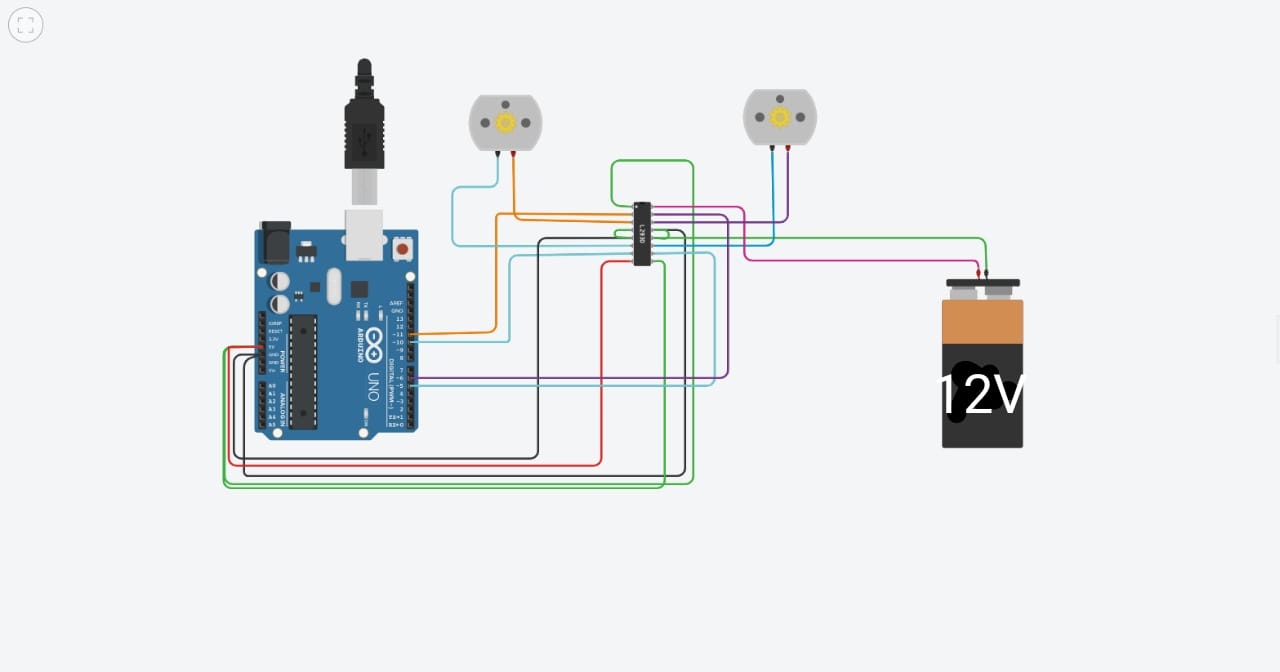 L293D
AREF
GND
13
12
~11
~10
~9
8
7
~6
~5
4
~3
2
TX→1
RX←0
DIGITAL (PWM~)
IOREF
RESET
3.3V
5V
GND
GND
Vin
POWER
A0
A1
A2
A3
A4
A5
ANALOG IN
RX
TX
L
ON
ARDUINO
UNO
12V